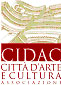 CIDAC
CITTÀ D'ARTE
E CULTURA
ASSOCIAZIONE